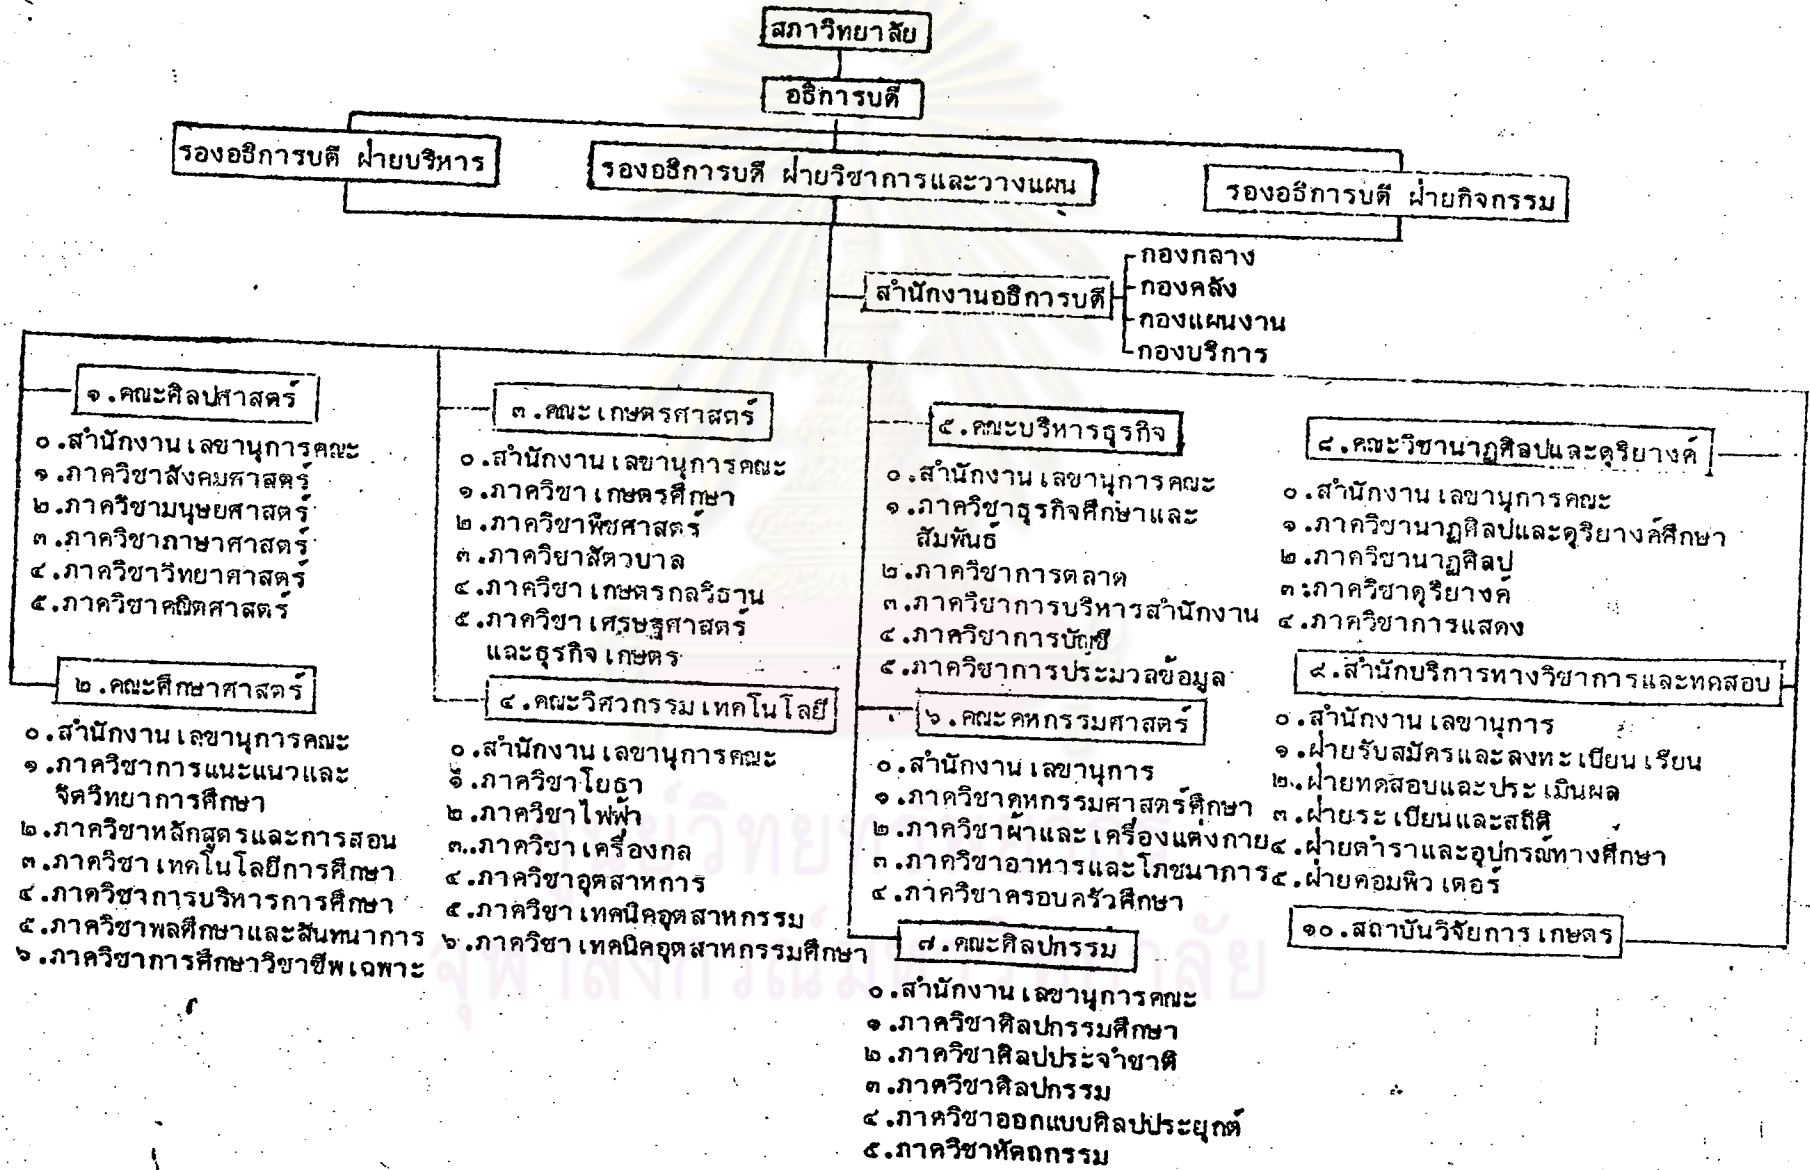 สภาวิทยาลัย
อธิการบดี
รองอธิการบดี ฝ่ายบริหาร
รองอธิการบดี ฝ่ายวิชาการและวางแผน
รองอธิการบดี ฝ่ายกิจกรรม
สำนักงานอธิการบดี
กองกลาง
กองคลัง
กองแผนงาน
กองบริการ
๑.คณะศิลปศาสตร์
๐.สำนักงานเลขานุการคณะ
๑.ภาควิชาสังคมศาสตร์
๒.ภาควิชามนุษยศาสตร์
๓.ภาควิชาภาษาศาสตร์
๔.ภาควิชาวิทยาศาสตร์
๕.ภาควิชาคณิตศาสตร์
๒.คณะศึกษาศาสตร์
๐.สำนักงานเลขานุการคณะ
๑.ภาควิชาการแนะแนวและ
จิตวิทยาการศึกษา
๒.ภาควิชาหลักสูตรและการสอน
๓.ภาควิชาเทคโนโลยีการศึกษา
๔.ภาควิชาการบริหารการศึกษา
๕.ภาควิชาพลศึกษาและสันทนาการ
๖.ภาควิชาการศึกษาวิชาชีพเฉพาะ
๓.คณะเกษตรศาสตร์
๐.สำนักงานเลขานุการคณะ
๑.ภาควิชาเกษตรศึกษา
๒.ภาควิชาพืชศาสตร์
๓.ภาควิชาสัตวบาล
๔.ภาควิชาเกษตรกลวิธาน
๕.ภาควิชาเศรษฐศาสตร์
และธุรกิจเกษตร
๔.คณะวิศวกรรมเทคโนโลยี
๐.สำนักงานเลขานุการคณะ
๑.ภาควิชาโยธา
๒.ภาควิชาไฟฟ้า
๓.ภาควิชาเครื่องกล
๔.ภาควิชาอุตสาหการ
๕.ภาควิชาเทคนิคอุตสาหกรรม
๖.ภาควิชาเทคนิคอุตสาหกรรมศึกษา
๕.คณะบริหารธุรกิจ
๐.สำนักงานเลขานุการคณะ
๑.ภาควิชาธุรกิจศึกษาและ
สัมพันธ์
๒.ภาควิชาการตลาด
๓.ภาควิชาการบริหารสำนักงาน
๔.ภาควิชาการบัญชี
๕.ภาควิชาการประมวลข้อมูล
๖.คณะคหกรรมศาสตร์
๐.สำนักงานเลขานุการ
๑.ภาควิชาคหกรรมศาสตร์ศึกษา
๒.ภาควิชาผ้าและเครื่องแต่งกาย
๓.ภาควิชาอาหารและโภชนาการ
๔.ภาควิชาครอบครัวศึกษา
๗.คณะศิลปกรรม
๐.สำนักงานเลขานุการคณะ
๑.ภาควิชาศิลปกรรมศึกษา
๒.ภาควิชาศิลปประจำชาติ
๓.ภาควิชาศิลปกรรม
๔.ภาควิชาออกแบบศิลปประยุกต์
๕.ภาควิชาหัตถกรรม
๘.คณะวิชานาฏศิลปและดุริยางค์
๐.สำนักงานเลขานุการคณะ
๑.ภาควิชานาฏศิลปและดุริยางค์ศึกษา
๒.ภาควิชานาฏศิลป
๓.ภาควิชาดุริยางค์
๔.ภาควิชาการแสดง
๙.สำนักบริการทางวิชาการและทดสอบ
๐.สำนักงานเลขานุการ
๑.ฝ่ายรับสมัครและลงทะเบียนเรียน
๒.ฝ่ายทดสอบและประเมินผล
๓.ฝ่ายระเบียนและสถิติ
๔.ฝ่ายตำราและอุปกรณ์ทางศึกษา
๕.ฝ่ายคอมพิวเตอร์
๑๐.สถาบันวิจัยการเกษตร
ศูนย์วิทยทรัพยากร
จุฬาลงกรณ์มหาวิทยาลัย